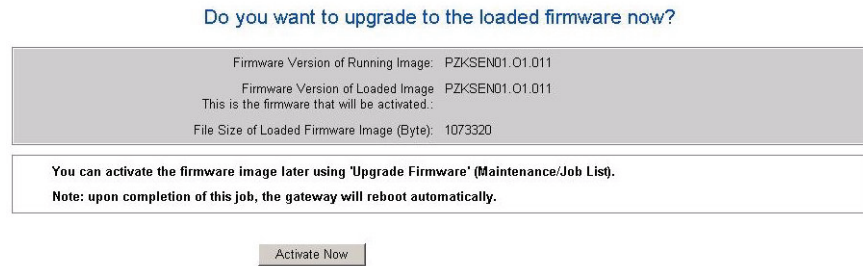 Do you want to upgrade to the loaded firmware now?
Firmware Version of Running Image: PZKSEN01.O1.011
Firmware Version of Loaded Image PZKSEN01.O1.011
This is the firmware that will be activated.:
File Size of Loaded Firmware Image (Byte): 1073320
You can activate the firmware image later using 'Upgrade Firmware' (Maintenance/Job List).
Note: upon completion of this job, the gateway will reboot automatically.
Activate Now